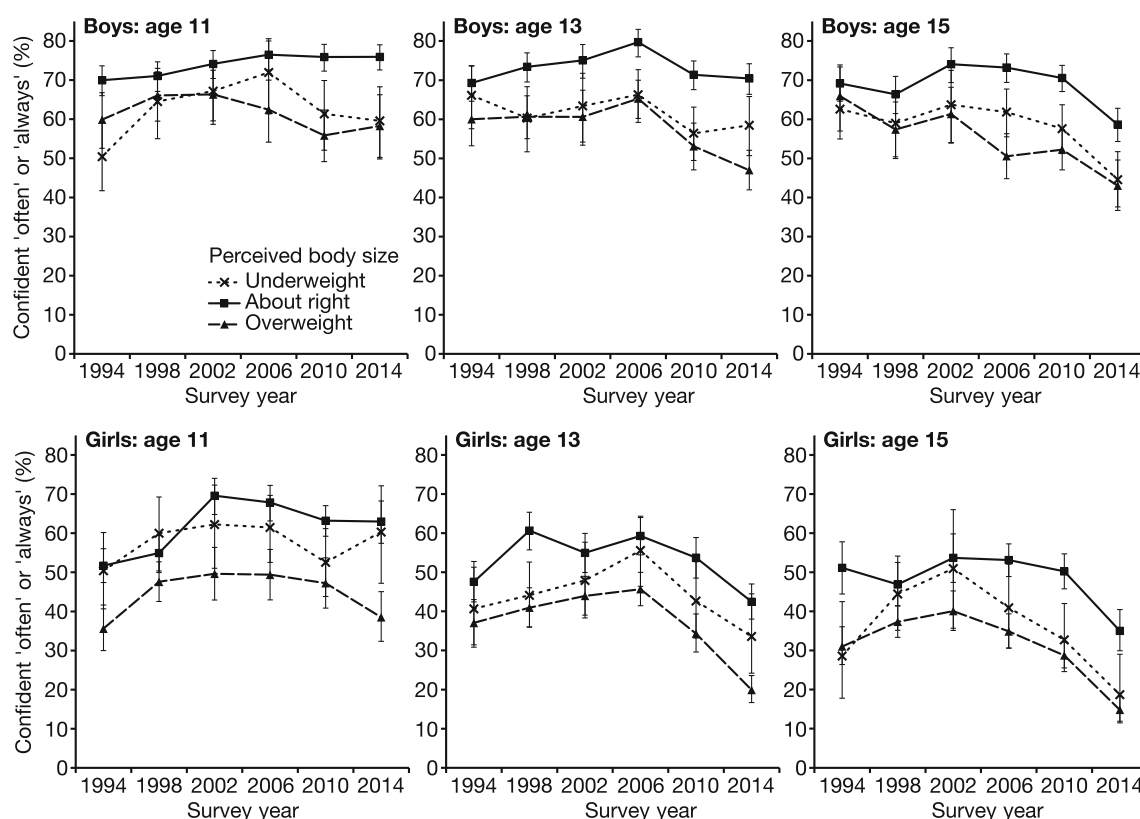 Boys: age 11
Boys: age 13
Boys: age 15
Confident 'often' or 'always' (%)
80
70
60
50
40
30
20
10
0
Perceived body size
Underweight
About right
Overweight
1994 1998 2002 2006 2010 2014
Survey year
80
70
60
50
40
30
20
10
0
1994 1998 2002 2006 2010 2014
Survey year
80
70
60
50
40
30
20
10
0
1994 1998 2002 2006 2010 2014
Survey year
Girls: age 11
Girls: age 13
Girls: age 15
Confident 'often' or 'always' (%)
80
70
60
50
40
30
20
10
0
1994 1998 2002 2006 2010 2014
Survey year
80
70
60
50
40
30
20
10
0
1994 1998 2002 2006 2010 2014
Survey year
80
70
60
50
40
30
20
10
0
1994 1998 2002 2006 2010 2014
Survey year